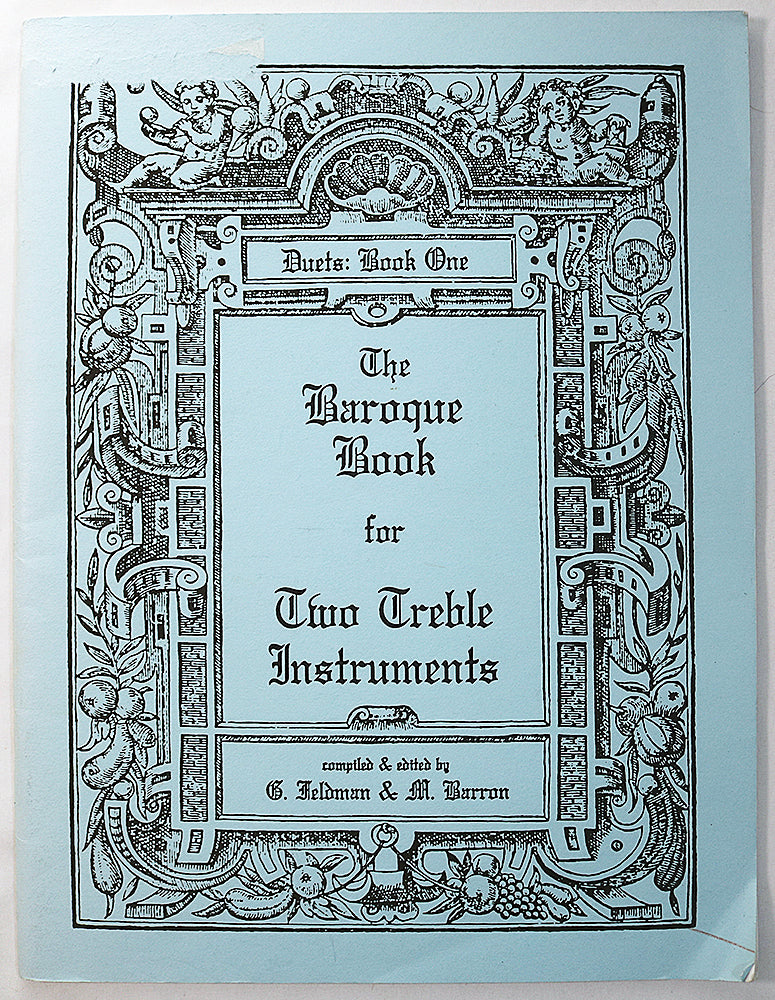 Duets: Book One
The
Baroque
Book
for
Two Treble
Instruments
compiled & edited by
G. Feldman & M. Barron